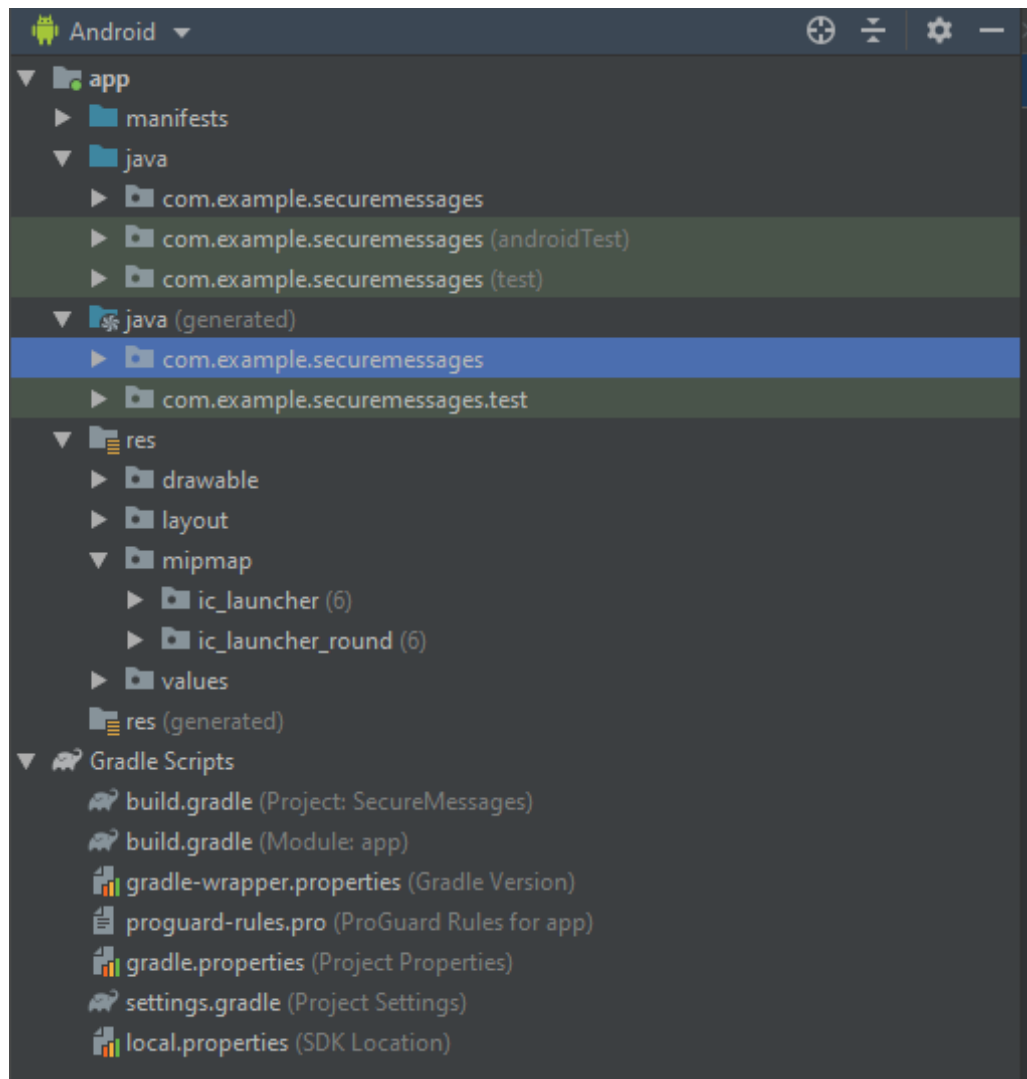 Android
app
manifests
java
com.example.securemessages
com.example.securemessages (androidTest)
com.example.securemessages (test)
java (generated)
com.example.securemessages
com.example.securemessages.test
res
drawable
layout
mipmap
ic_launcher (6)
ic_launcher_round (6)
values
res (generated)
Gradle Scripts
build.gradle (Project: SecureMessages)
build.gradle (Module: app)
gradle-wrapper.properties (Gradle Version)
proguard-rules.pro (ProGuard Rules for app)
gradle.properties (Project Properties)
settings.gradle (Project Settings)
local.properties (SDK Location)